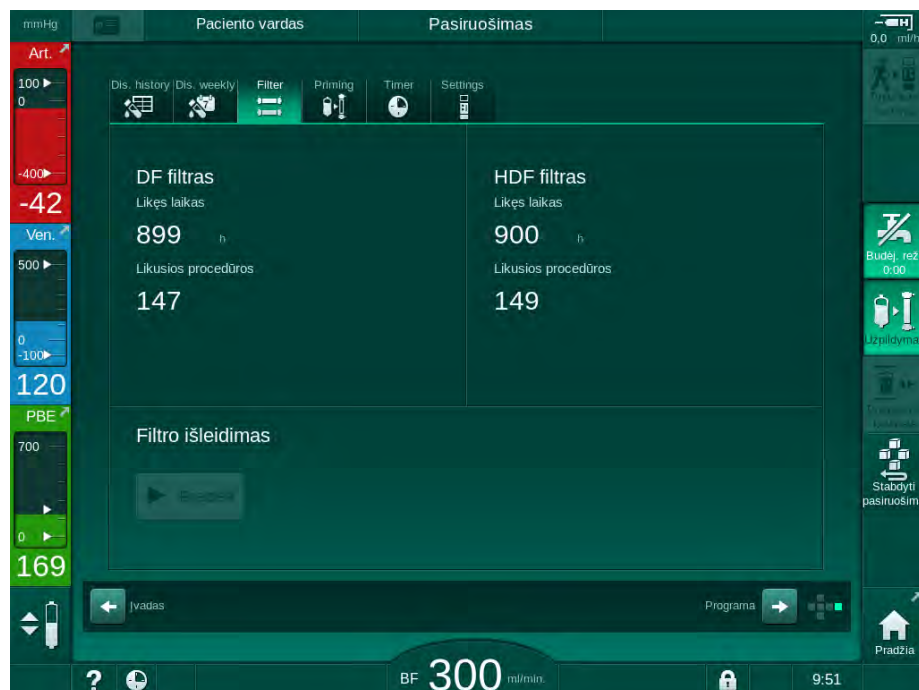 mmHg
Paciento vardas
Pasiruošimas
0,0 ml/h
Art.
100
0
-400
-42
Ven.
500
0
-100
120
PBE
700
0
169
Dis. history
Dis. weekly
Filter
Priming
Timer
Settings
7
DF filtras
Likęs laikas
899 h
Likusios procedūros
147
HDF filtras
Likęs laikas
900 h
Likusios procedūros
149
Filtro išleidimas
Įvadas
Programa
Budėj. rež
0:00
Užpildyma
Stabdyti
pasiruošim
Pradžia
?
BF 300 ml/min.
9:51